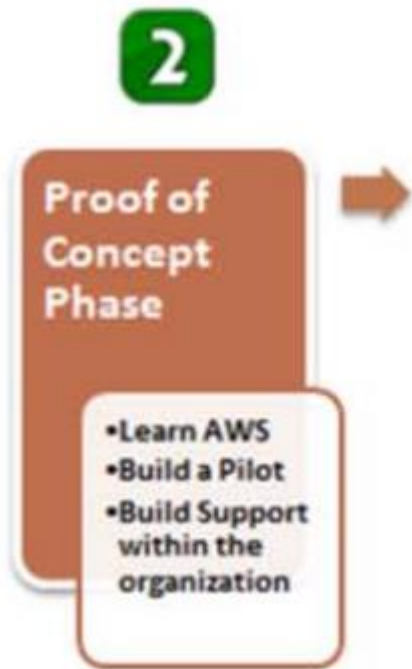 2
Proof of
Concept
Phase
•Learn AWS
•Build a Pilot
•Build Support
within the
organization